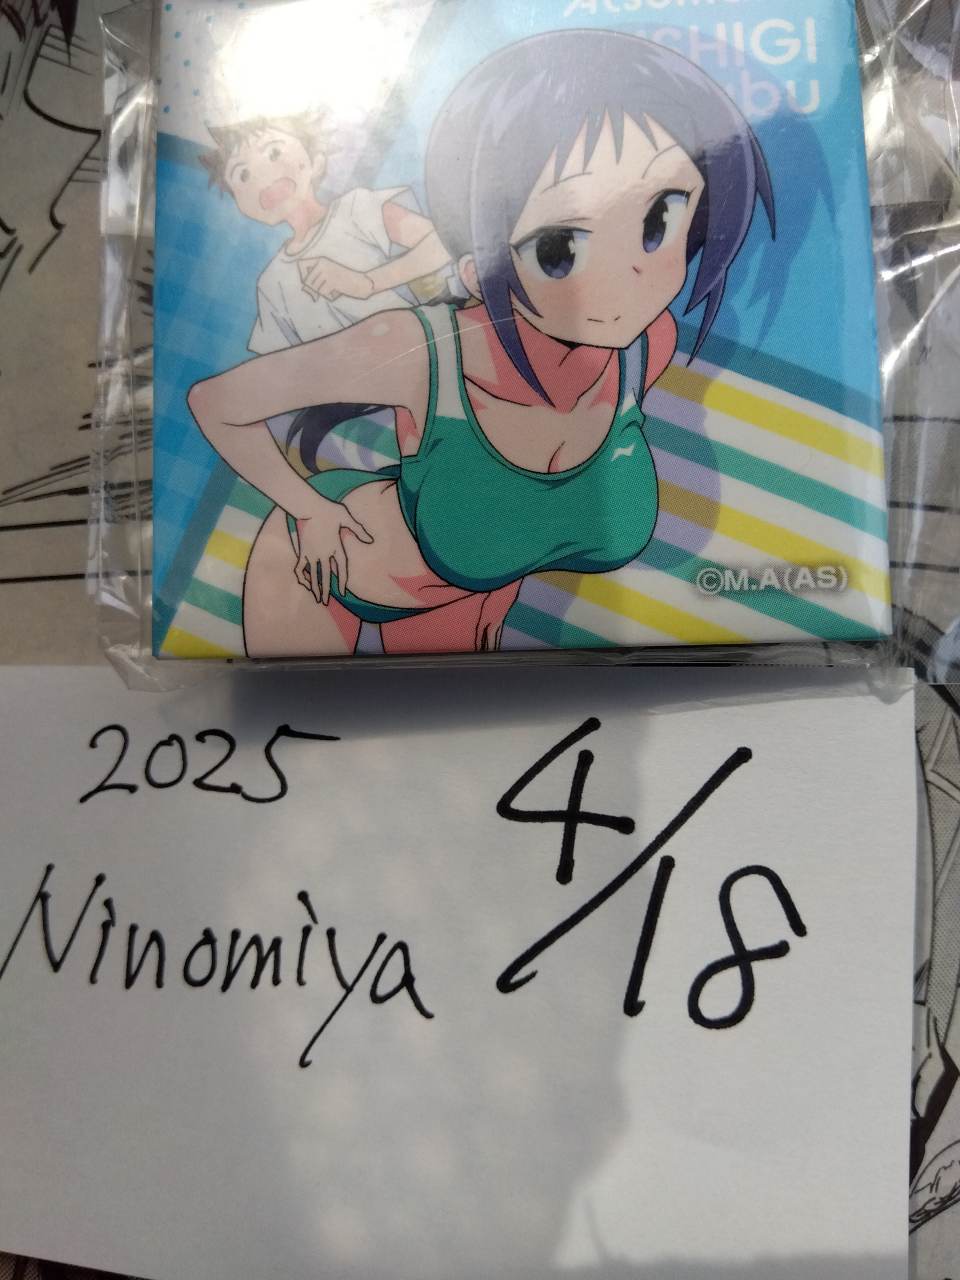 SHIGI
bu
©M.A(AS)
2025
4/18
Ninomiya